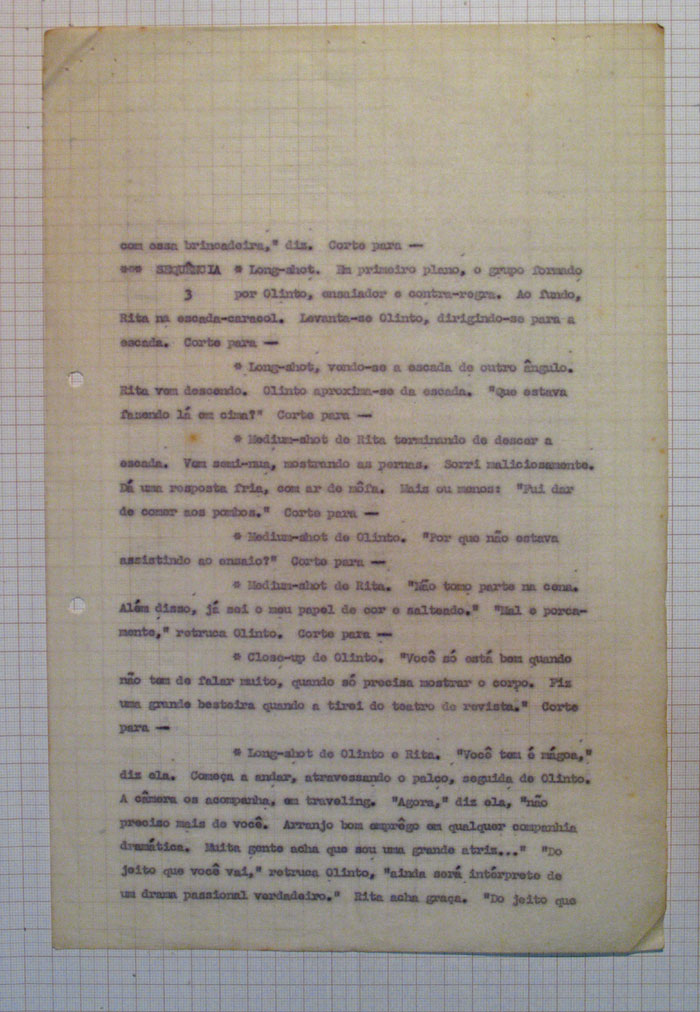 com essa brincadeira," diz. Corte para —
*** SEQUÊNCIA * Long-shot. Em primeiro plano, o grupo formado
3 por Olinto, ensaiador e contra-regra. Ao fundo,
Rita na escada-caracol. Levanta-se Olinto, dirigindo-se para a
escada. Corte para —
* Long-shot, vendo-se a escada de outro ângulo.
Rita vem descendo. Olinto aproxima-se da escada. "Que estava
fazendo lá em cima?" Corte para —
* Medium-shot de Rita terminando de descer a
escada. Vem semi-nua, mostrando as pernas. Sorri maliciosamente.
Dá uma resposta fria, com ar de môfa. Mais ou menos: "Fui dar
de comer aos pombos." Corte para —
* Medium-shot de Olinto. "Por que não estava
assistindo ao ensaio?" Corte para —
* Medium-shot de Rita. "Não tomo parte na cena.
Além disso, já sei o meu papel de cor e salteado." "Mal e porca-
mente," retruca Olinto. Corte para —
* Close-up de Olinto. "Você só está bem quando
não tem de falar muito, quando só precisa mostrar o corpo. Fiz
uma grande besteira quando a tirei do teatro de revista." Corte
para —
* Long-shot de Olinto e Rita. "Você tem é mágoa,"
diz ela. Começa a andar, atravessando o palco, seguida de Olinto.
A câmera os acompanha, em traveling. "Agora," diz ela, "não
preciso mais de você. Arranjo bom emprêgo em qualquer companhia
dramática. Muita gente acha que sou uma grande atriz..." "Do
jeito que você vai," retruca Olinto, "ainda será intérprete de
um drama passional verdadeiro." Rita acha graça. "Do jeito que